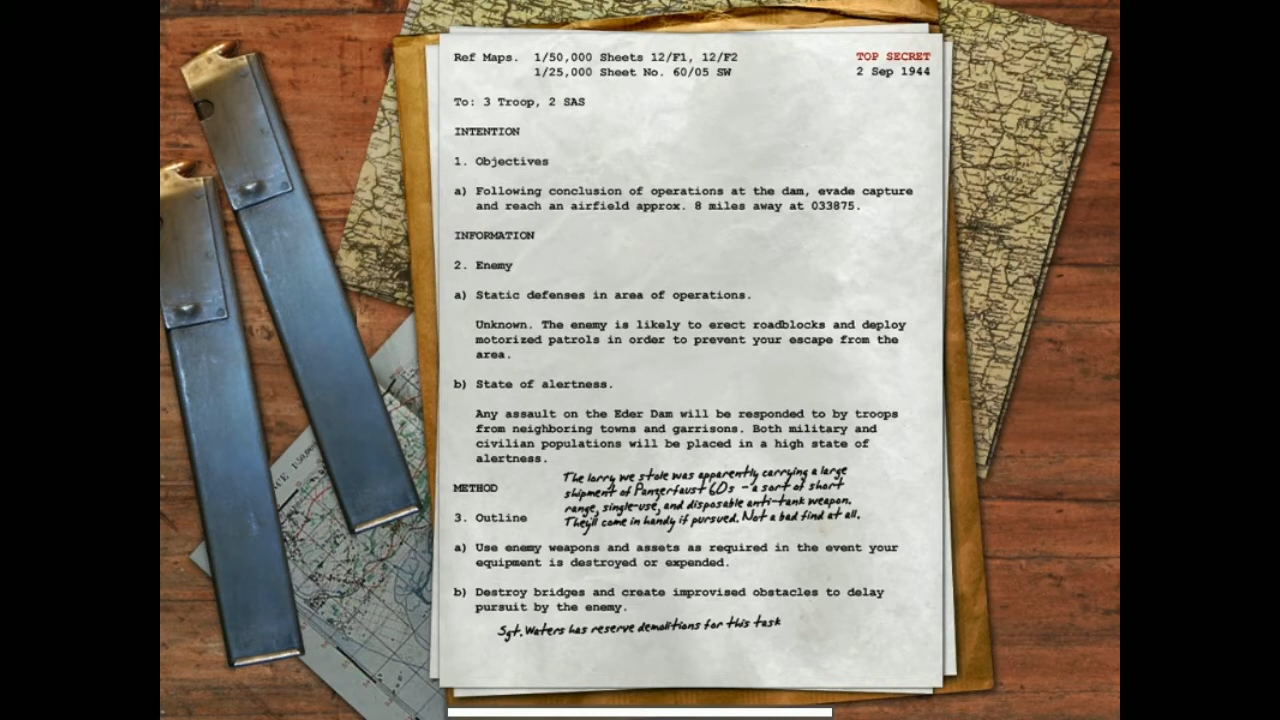 Ref Maps. 1/50,000 Sheets 12/F1, 12/F2
TOP SECRET
1/25,000 Sheet No. 60/05 SW
2 Sep 1944
To: 3 Troop, 2 SAS
INTENTION
1. Objectives
a) Following conclusion of operations at the dam, evade capture
and reach an airfield approx. 8 miles away at 033875.
INFORMATION
2. Enemy
a) Static defenses in area of operations.
Unknown. The enemy is likely to erect roadblocks and deploy
motorized patrols in order to prevent your escape from the
area.
b) State of alertness.
Any assault on the Eder Dam will be responded to by troops
from neighboring towns and garrisons. Both military and
civilian populations will be placed in a high state of
alertness.
The lorry we stole was apparently carrying a large
shipment of Panzerfaust 60s - a sort of short
range, single-use, and disposable anti-tank weapon.
They'll come in handy if pursued. Not a bad find at all.
METHOD
3. Outline
a) Use enemy weapons and assets as required in the event your
equipment is destroyed or expended.
b) Destroy bridges and create improvised obstacles to delay
pursuit by the enemy.
Sgt. Waters has reserve demolitions for this task